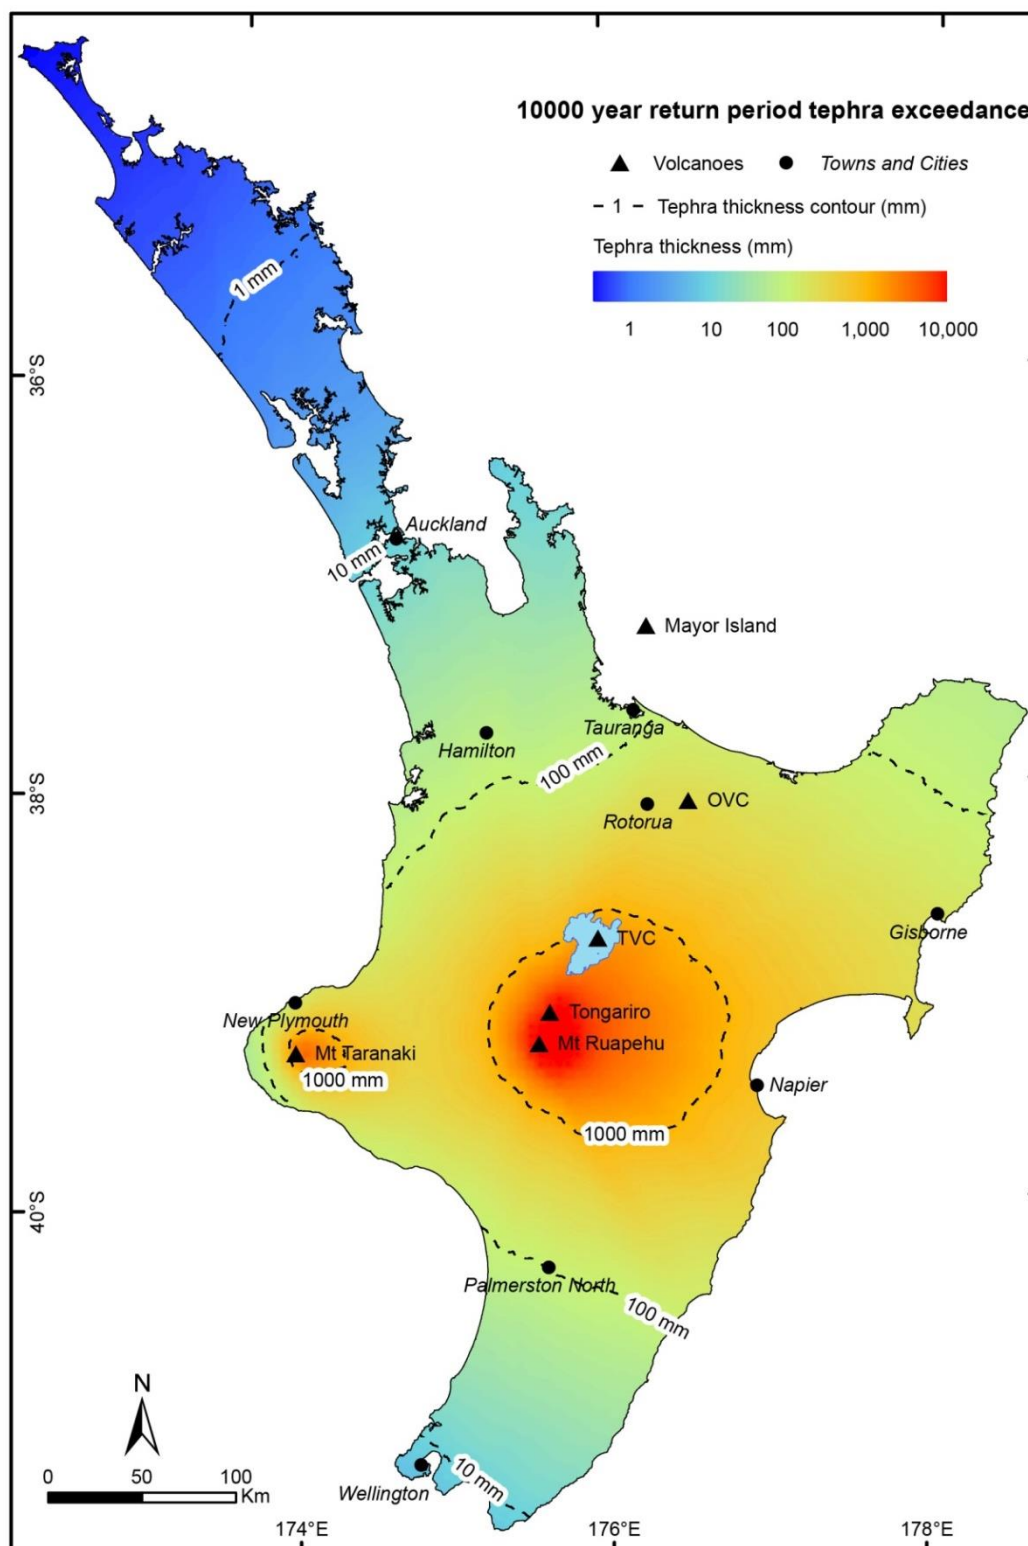 10000 year return period tephra exceedance
Volcanoes Towns and Cities
- 1 - Tephra thickness contour (mm)
Tephra thickness (mm)
1 10 100 1,000 10,000
1 mm
36°S
Auckland
10 mm
Mayor Island
Tauranga
Hamilton
100 mm
38°S
OVC
Rotorua
TVC
Gisborne
New Plymouth
Tongariro
Mt Ruapehu
Mt Taranaki
1000 mm
Napier
1000 mm
40°S
Palmerston North
100 mm
N
0 50 100
Km
Wellington
10 mm
174°E 176°E 178°E